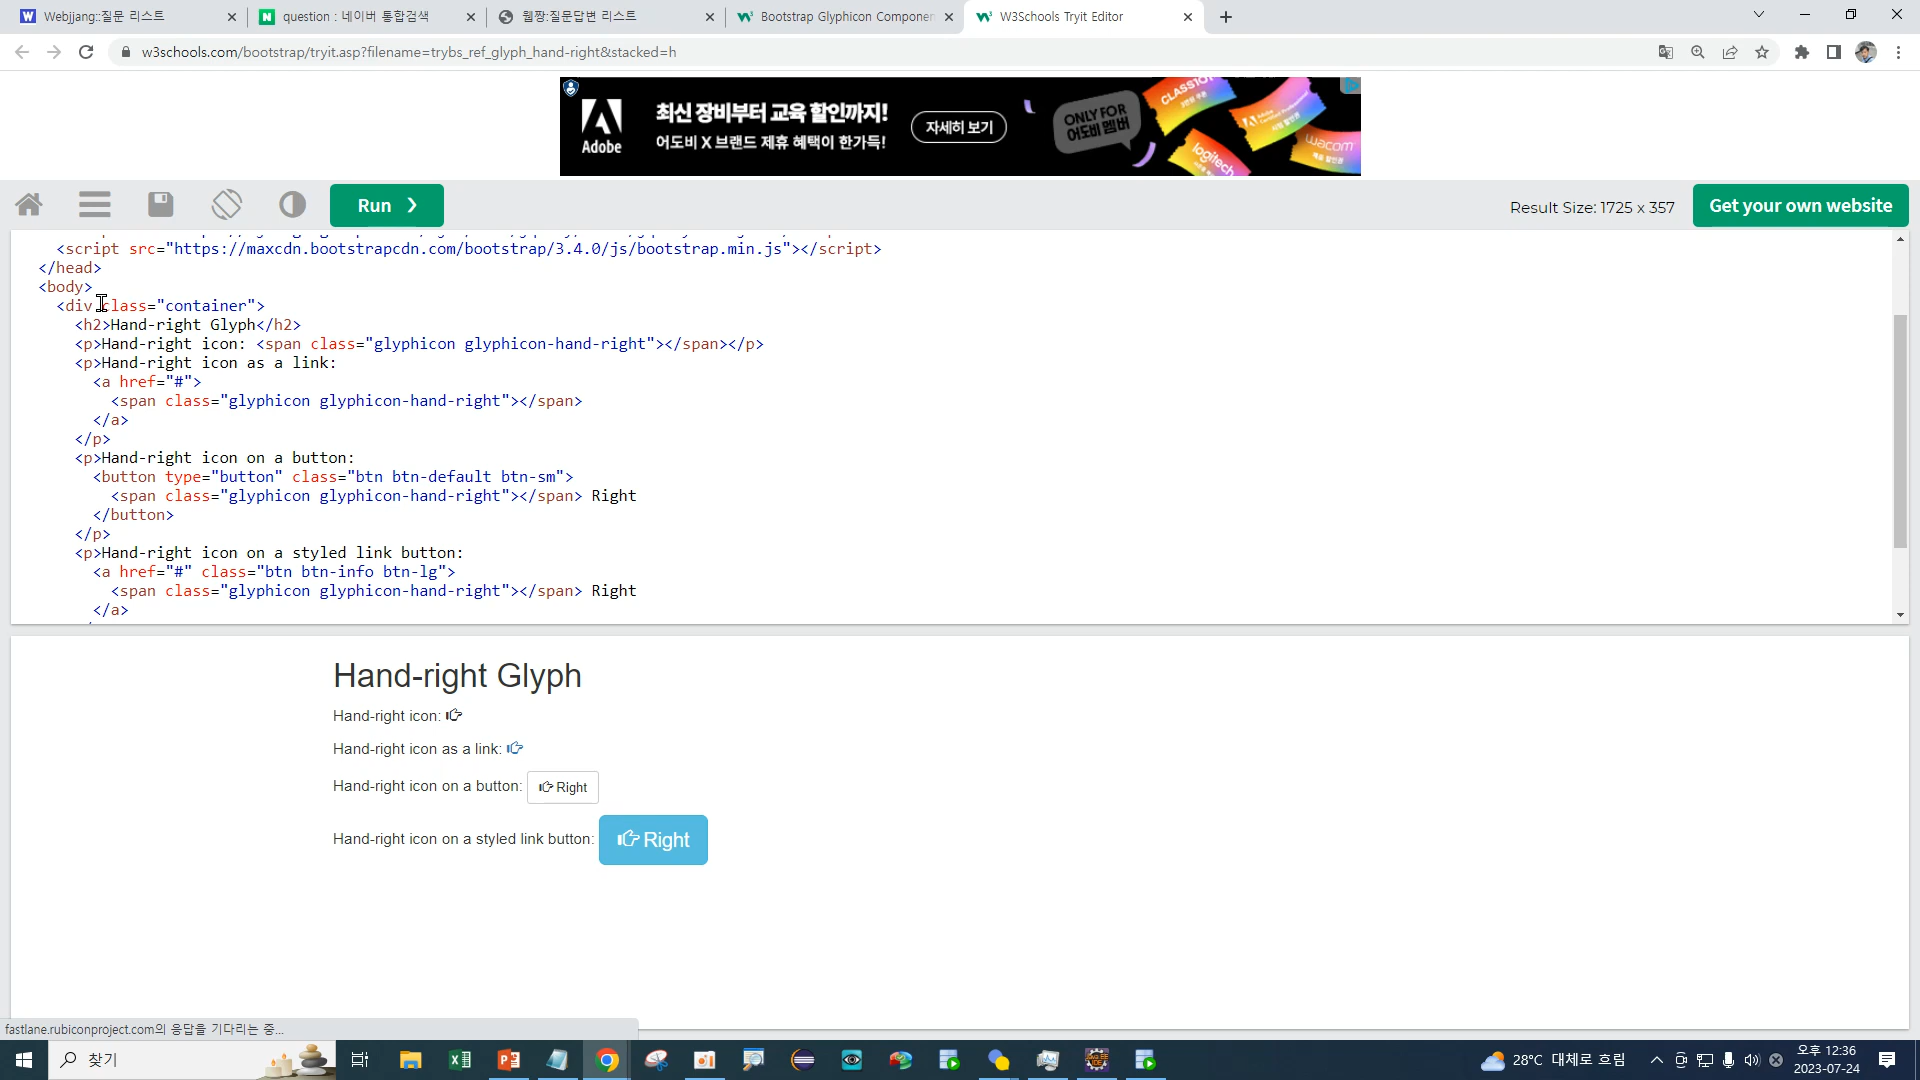 Webjjang::질문 리스트
question : 네이버 통합검색
웹짱:질문답변 리스트
Bootstrap Glyphicon Componen
W3Schools Tryit Editor
w3schools.com/bootstrap/tryit.asp?filename=trybs_ref_glyph_hand-right&stacked=h
Adobe
최신 장비부터 교육 할인까지!
어도비 X 브랜드 제휴 혜택이 한가득!
자세히 보기
ONLY FOR
어도비 멤버
CLASS101
logitech
wacom
Run ❯
Result Size: 1725 x 357
Get your own website
<script src="https://maxcdn.bootstrapcdn.com/bootstrap/3.4.0/js/bootstrap.min.js"></script>
</head>
<body>
<div class="container">
<h2>Hand-right Glyph</h2>
<p>Hand-right icon: <span class="glyphicon glyphicon-hand-right"></span></p>
<p>Hand-right icon as a link:
<a href="#">
<span class="glyphicon glyphicon-hand-right"></span>
</a>
</p>
<p>Hand-right icon on a button:
<button type="button" class="btn btn-default btn-sm">
<span class="glyphicon glyphicon-hand-right"></span> Right
</button>
</p>
<p>Hand-right icon on a styled link button:
<a href="#" class="btn btn-info btn-lg">
<span class="glyphicon glyphicon-hand-right"></span> Right
</a>
Hand-right Glyph
Hand-right icon:
Hand-right icon as a link:
Hand-right icon on a button: Right
Hand-right icon on a styled link button: Right
fastlane.rubiconproject.com의 응답을 기다리는 중...
찾기
28°C 대체로 흐림
오후 12:36
2023-07-24